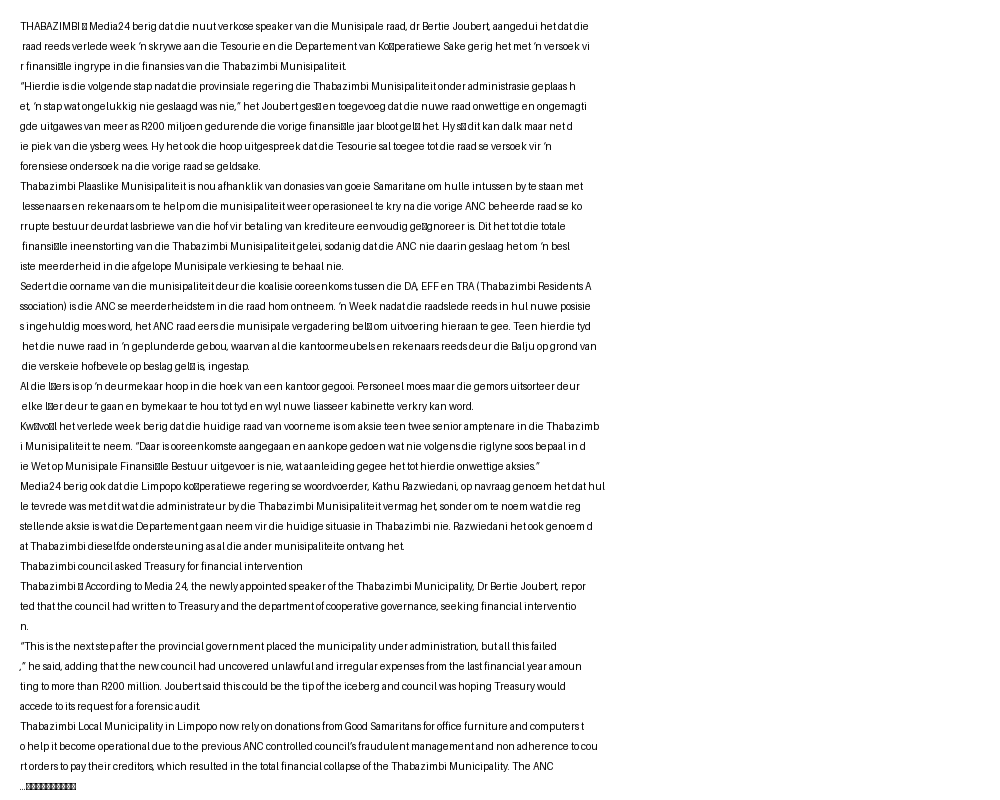 THABAZIMBI � Media24 berig dat die nuut verkose speaker van die Munisipale raad, dr Bertie Joubert, aangedui het dat die
raad reeds verlede week 'n skrywe aan die Tesourie en die Departement van Ko�peratiewe Sake gerig het met 'n versoek vi
r finansi�le ingrype in die finansies van die Thabazimbi Munisipaliteit.
"Hierdie is die volgende stap nadat die provinsiale regering die Thabazimbi Munisipaliteit onder administrasie geplaas h
et, 'n stap wat ongelukkig nie geslaagd was nie," het Joubert ges� en toegevoeg dat die nuwe raad onwettige en ongemagti
gde uitgawes van meer as R200 miljoen gedurende die vorige finansi�le jaar bloot gel� het. Hy s� dit kan dalk maar net d
ie piek van die ysberg wees. Hy het ook die hoop uitgespreek dat die Tesourie sal toegee tot die raad se versoek vir 'n
forensiese ondersoek na die vorige raad se geldsake.
Thabazimbi Plaaslike Munisipaliteit is nou afhanklik van donasies van goeie Samaritane om hulle intussen by te staan met
lessenaars en rekenaars om te help om die munisipaliteit weer operasioneel te kry na die vorige ANC beheerde raad se ko
rrupte bestuur deurdat lasbriewe van die hof vir betaling van krediteure eenvoudig ge�gnoreer is. Dit het tot die totale
finansi�le ineenstorting van die Thabazimbi Munisipaliteit gelei, sodanig dat die ANC nie daarin geslaag het om 'n besl
iste meerderheid in die afgelope Munisipale verkiesing te behaal nie.
Sedert die oorname van die munisipaliteit deur die koalisie ooreenkoms tussen die DA, EFF en TRA (Thabazimbi Residents A
ssociation) is die ANC se meerderheidstem in die raad hom ontneem. 'n Week nadat die raadslede reeds in hul nuwe posisie
s ingehuldig moes word, het ANC raad eers die munisipale vergadering bel� om uitvoering hieraan te gee. Teen hierdie tyd
het die nuwe raad in 'n geplunderde gebou, waarvan al die kantoormeubels en rekenaars reeds deur die Balju op grond van
die verskeie hofbevele op beslag gel� is, ingestap.
Al die l�ers is op 'n deurmekaar hoop in die hoek van een kantoor gegooi. Personeel moes maar die gemors uitsorteer deur
elke l�er deur te gaan en bymekaar te hou tot tyd en wyl nuwe liasseer kabinette verkry kan word.
Kw�vo�l het verlede week berig dat die huidige raad van voorneme is om aksie teen twee senior amptenare in die Thabazimb
i Munisipaliteit te neem. "Daar is ooreenkomste aangegaan en aankope gedoen wat nie volgens die riglyne soos bepaal in d
ie Wet op Munisipale Finansi�le Bestuur uitgevoer is nie, wat aanleiding gegee het tot hierdie onwettige aksies."
Media24 berig ook dat die Limpopo ko�peratiewe regering se woordvoerder, Kathu Razwiedani, op navraag genoem het dat hul
le tevrede was met dit wat die administrateur by die Thabazimbi Munisipaliteit vermag het, sonder om te noem wat die reg
stellende aksie is wat die Departement gaan neem vir die huidige situasie in Thabazimbi nie. Razwiedani het ook genoem d
at Thabazimbi dieselfde ondersteuning as al die ander munisipaliteite ontvang het.
Thabazimbi council asked Treasury for financial intervention
Thabazimbi � According to Media 24, the newly appointed speaker of the Thabazimbi Municipality, Dr Bertie Joubert, repor
ted that the council had written to Treasury and the department of cooperative governance, seeking financial interventio
n.
"This is the next step after the provincial government placed the municipality under administration, but all this failed
," he said, adding that the new council had uncovered unlawful and irregular expenses from the last financial year amoun
ting to more than R200 million. Joubert said this could be the tip of the iceberg and council was hoping Treasury would
accede to its request for a forensic audit.
Thabazimbi Local Municipality in Limpopo now rely on donations from Good Samaritans for office furniture and computers t
o help it become operational due to the previous ANC controlled council's fraudulent management and non adherence to cou
rt orders to pay their creditors, which resulted in the total financial collapse of the Thabazimbi Municipality. The ANC
...